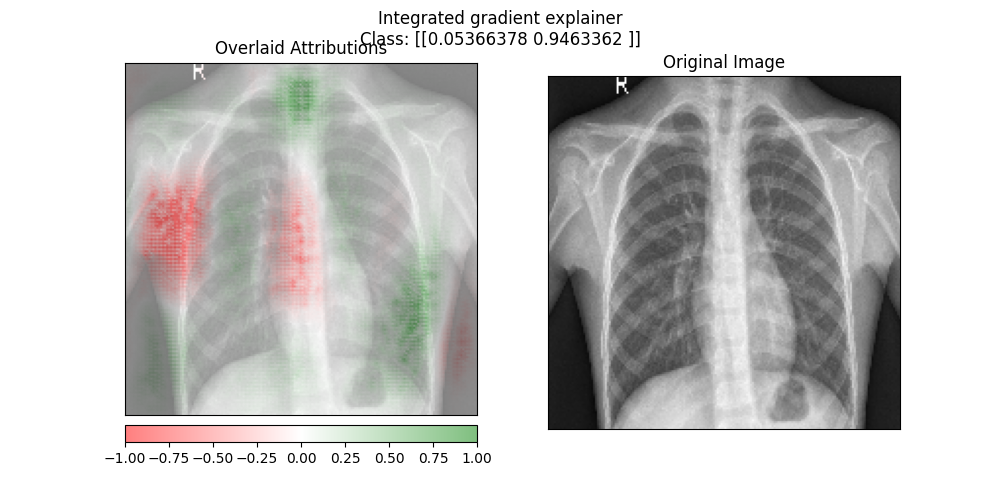 Integrated gradient explainer
Class: [[0.05366378 0.9463362 ]]
Overlaid Attributions
Original Image
R
R
−1.00 −0.75 −0.50 −0.25 0.00 0.25 0.50 0.75 1.00